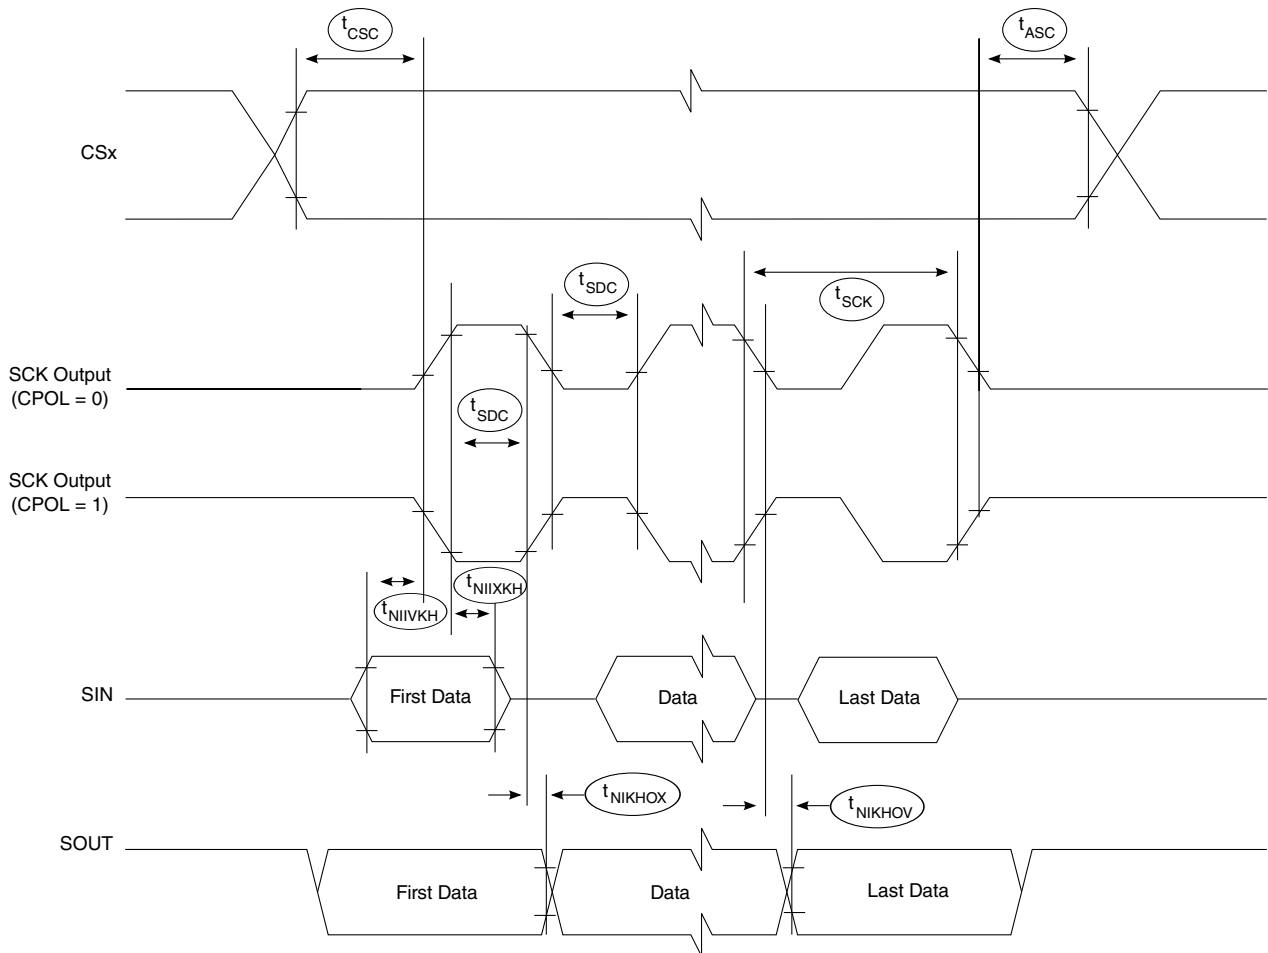 tCSC
tASC
CSx
tSDC
tSCK
SCK Output
(CPOL = 0)
tSDC
SCK Output
(CPOL = 1)
tNIIVKH
tNIIXKH
SIN
First Data
Data
Last Data
tNIKHOX
tNIKHOV
SOUT
First Data
Data
Last Data